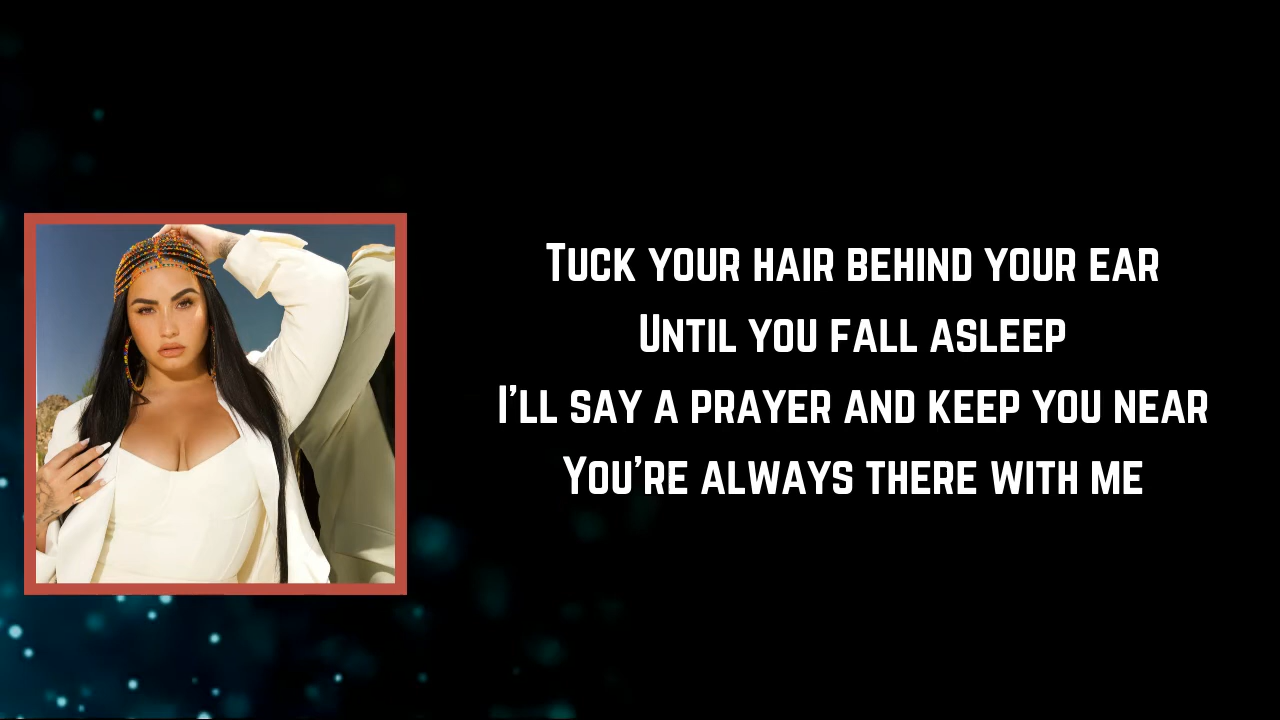 Tuck your hair behind your ear
Until you fall asleep
I'll say a prayer and keep you near
You're always there with me